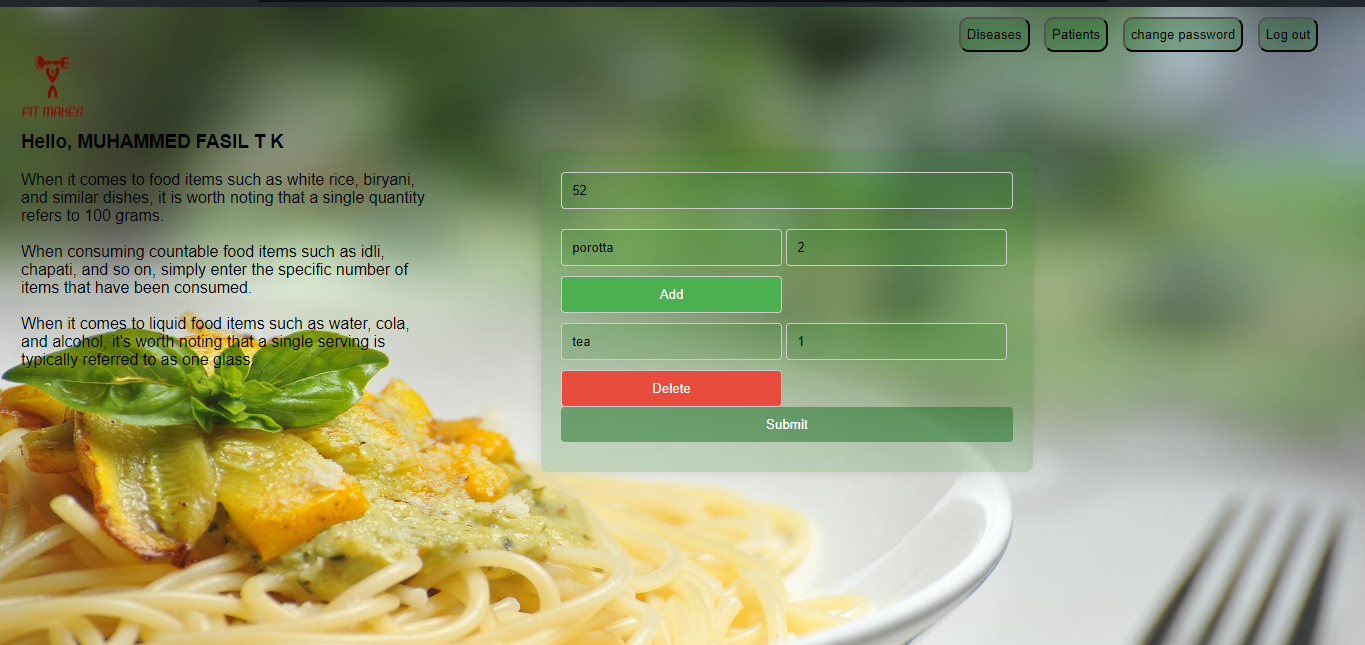 Diseases
Patients
change password
Log out
FIT MAKER
Hello, MUHAMMED FASIL T K
When it comes to food items such as white rice, biryani,
and similar dishes, it is worth noting that a single quantity
refers to 100 grams.
When consuming countable food items such as idli,
chapati, and so on, simply enter the specific number of
items that have been consumed.
When it comes to liquid food items such as water, cola,
and alcohol, it's worth noting that a single serving is
typically referred to as one glass.
52
porotta
2
Add
tea
1
Delete
Submit